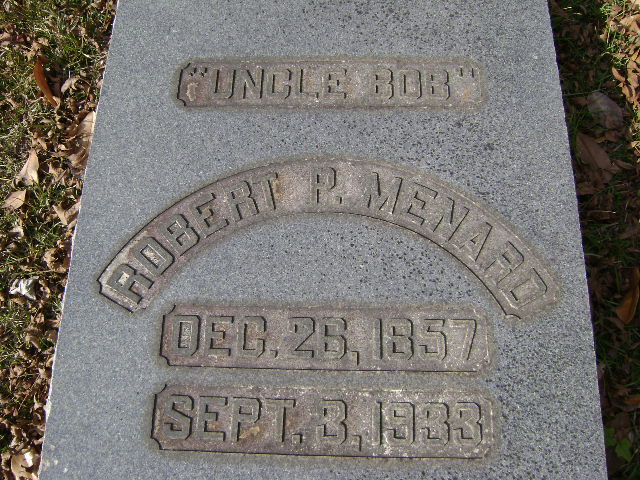 "UNCLE BOB"
ROBERT P. MENARD
DEC. 26, 1857
SEPT. 3, 1933